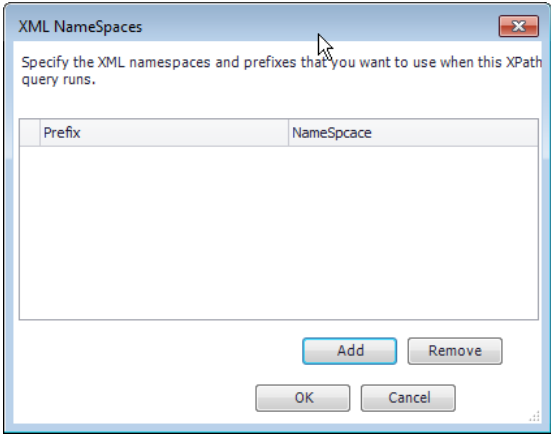 XML NameSpaces
Specify the XML namespaces and prefixes that you want to use when this XPath
query runs.
Prefix NameSpcace
Add Remove
OK Cancel